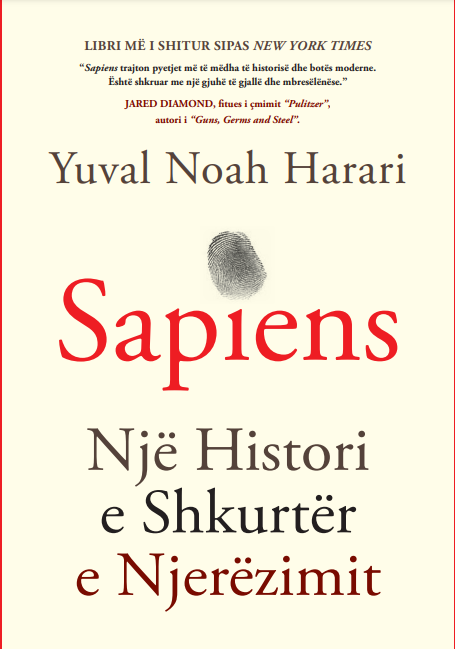 LIBRI MË I SHITUR SIPAS NEW YORK TIMES
“Sapiens trajton pyetjet më të mëdha të historisë dhe botës moderne.
Është shkruar me një gjuhë të gjallë dhe mbresëlënëse.”
JARED DIAMOND, fitues i çmimit “Pulitzer”,
autori i “Guns, Germs and Steel”.
Yuval Noah Harari
Sapiens
Një Histori
e Shkurtër
e Njerëzimit